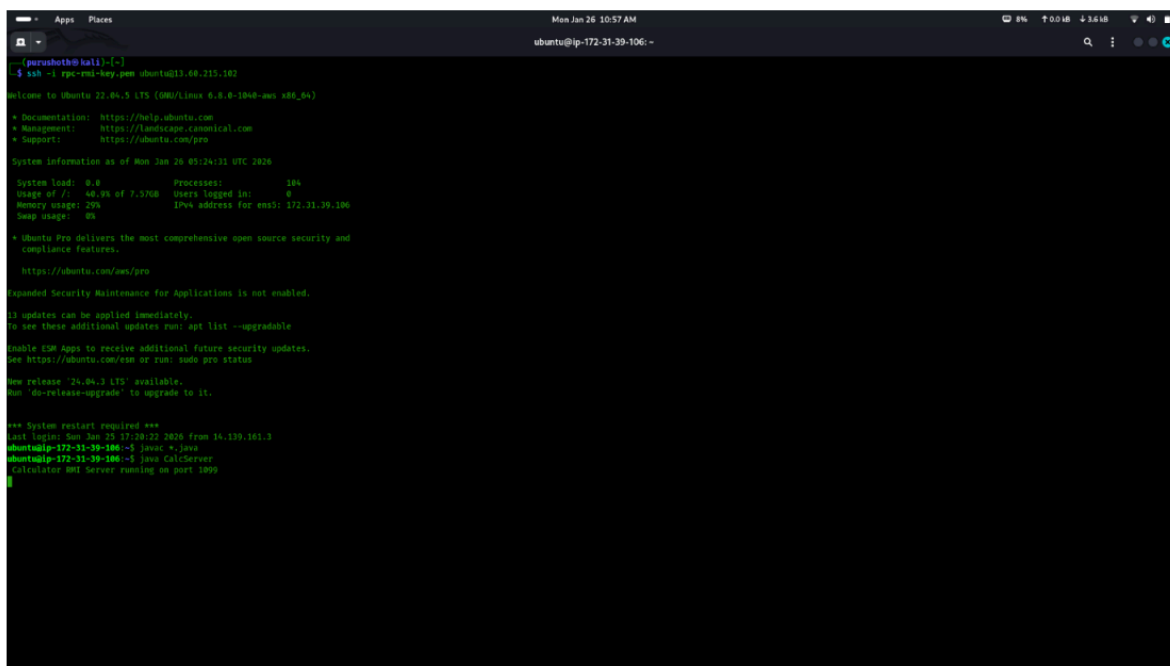 Apps Places Mon Jan 26 10:57 AM 8% ↑ 0.0 kB ↓ 3.6 kB
ubuntu@ip-172-31-39-106: ~
(purushoth㉿kali)-[~]
$ ssh -i rpc-rmi-key.pem ubuntu@13.60.215.102
Welcome to Ubuntu 22.04.5 LTS (GNU/Linux 6.8.0-1040-aws x86_64)
* Documentation: https://help.ubuntu.com
* Management: https://landscape.canonical.com
* Support: https://ubuntu.com/pro
System information as of Mon Jan 26 05:24:31 UTC 2026
System load: 0.0 Processes: 104
Usage of /: 40.9% of 7.57GB Users logged in: 0
Memory usage: 29% IPv4 address for ens5: 172.31.39.106
Swap usage: 0%
* Ubuntu Pro delivers the most comprehensive open source security and
compliance features.
https://ubuntu.com/aws/pro
Expanded Security Maintenance for Applications is not enabled.
13 updates can be applied immediately.
To see these additional updates run: apt list --upgradable
Enable ESM Apps to receive additional future security updates.
See https://ubuntu.com/esm or run: sudo pro status
New release '24.04.3 LTS' available.
Run 'do-release-upgrade' to upgrade to it.
*** System restart required ***
Last login: Sun Jan 25 17:20:22 2026 from 14.139.161.3
ubuntu@ip-172-31-39-106:~$ javac *.java
ubuntu@ip-172-31-39-106:~$ java CalcServer
Calculator RMI Server running on port 1099